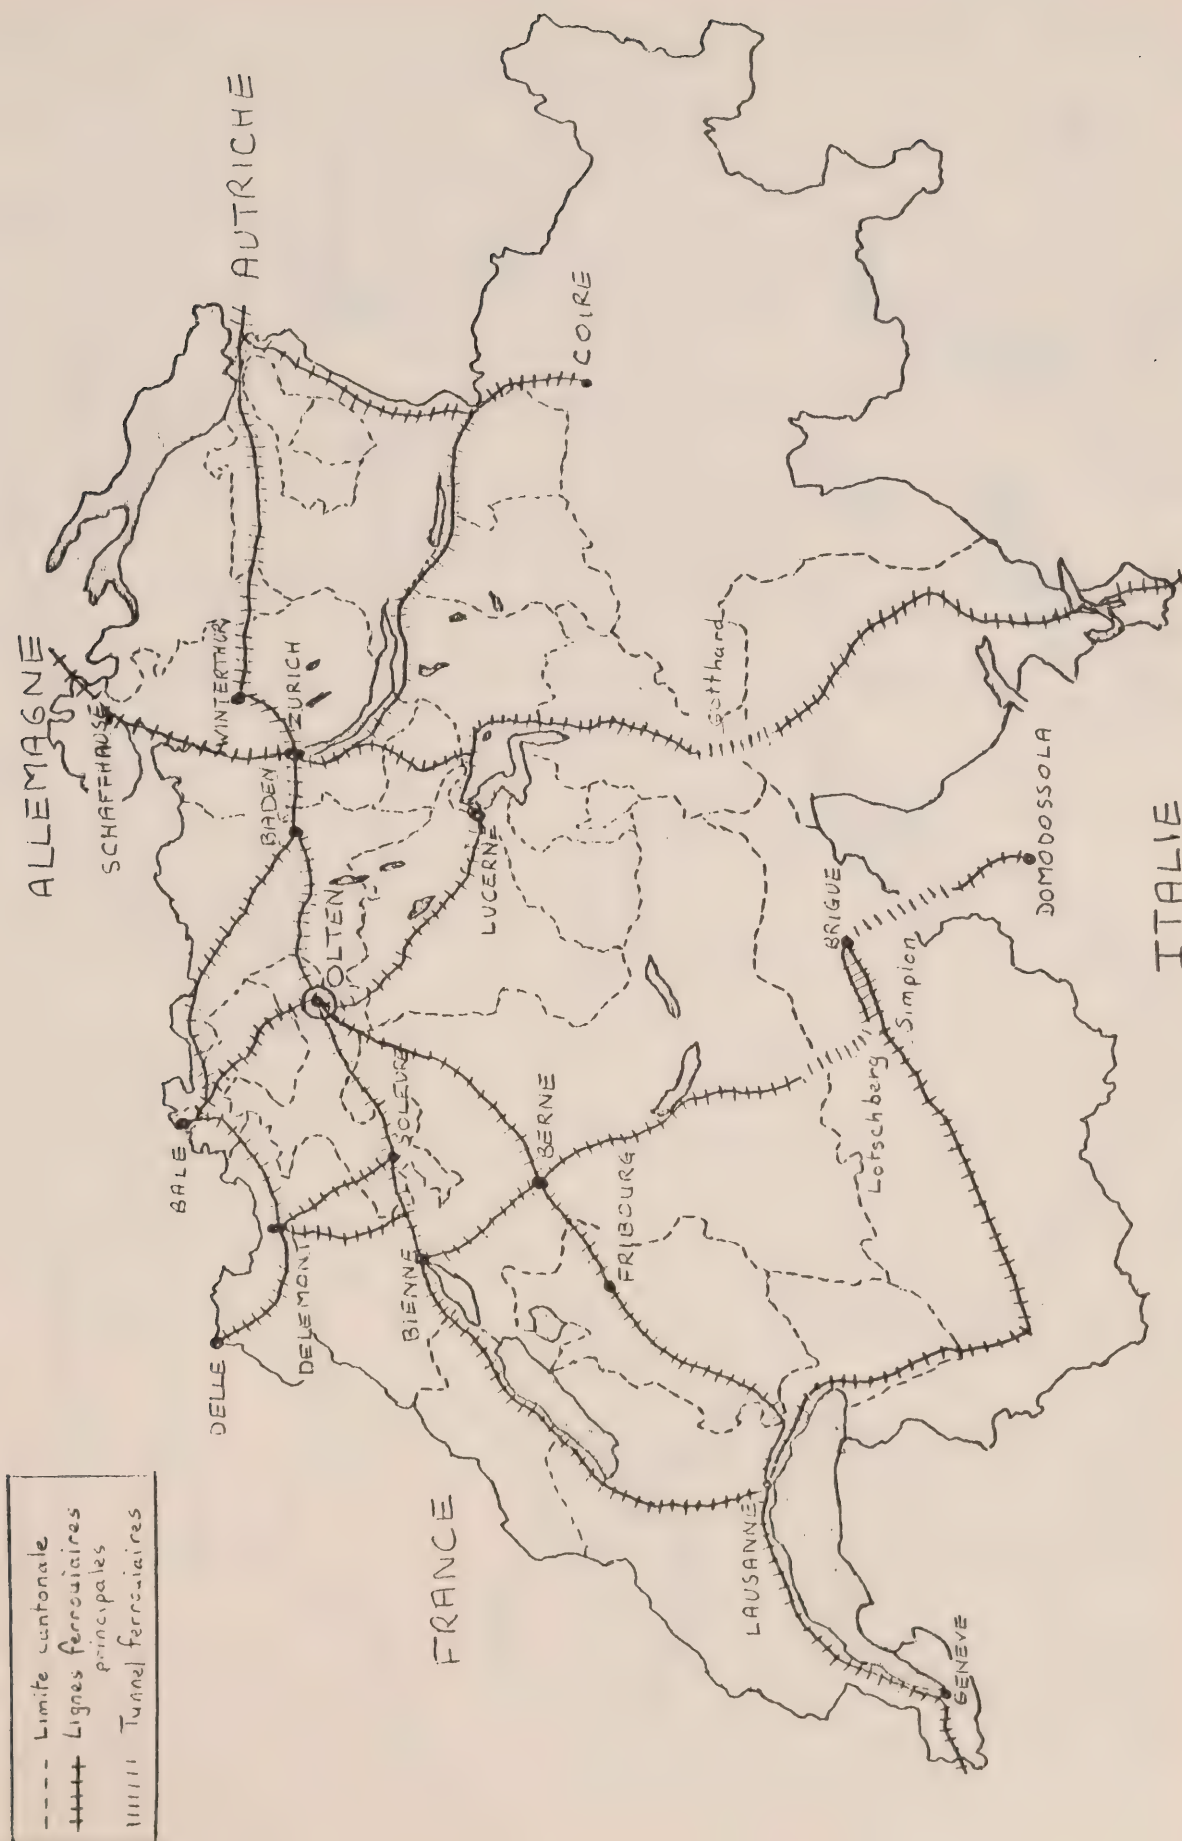 ALLEMAGNE
SCHAFFHAUSE
AUTRICHE
BALE
WINTERTHUR
DELLE
BADEN
ZURICH
DELEMONT
OLTEN
SOLEURE
BIENNE
LUCERNE
COIRE
BERNE
FRANCE
FRIBOURG
Gotthard
LAUSANNE
BRIGUE
Lotschberg
Simplon
GENEVE
DOMODOSSOLA
ITALIE
Limite cantonale
Lignes ferroviaires
principales
Tunnel ferroviaires